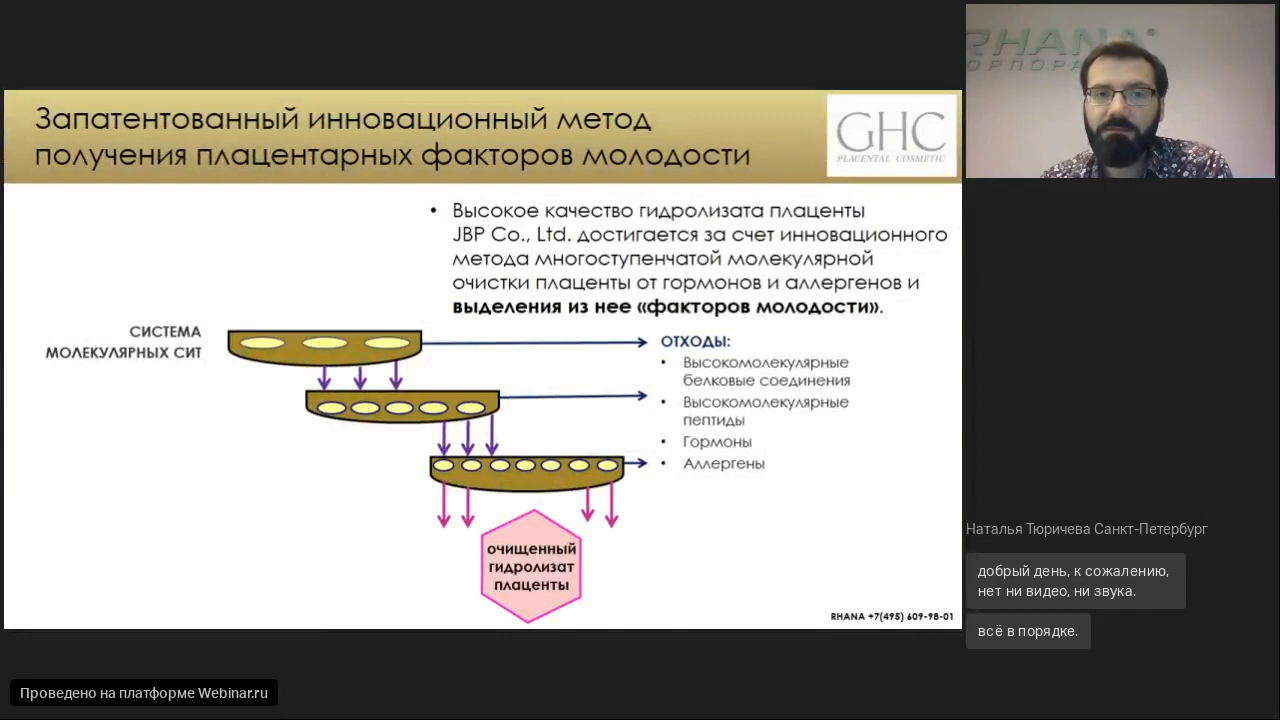 Запатентованный инновационный метод
получения плацентарных факторов молодости
GHC
PLACENTAL COSMETIC
• Высокое качество гидролизата плаценты
JBP Co., Ltd. достигается за счет инновационного
метода многоступенчатой молекулярной
очистки плаценты от гормонов и аллергенов и
выделения из нее «факторов молодости».
СИСТЕМА
МОЛЕКУЛЯРНЫХ СИТ
ОТХОДЫ:
• Высокомолекулярные
белковые соединения
• Высокомолекулярные
пептиды
• Гормоны
• Аллергены
очищенный
гидролизат
плаценты
RHANA +7(495) 609-98-01
RHANA
Наталья Тюричева Санкт-Петербург
добрый день, к сожалению,
нет ни видео, ни звука.
всё в порядке.
Проведено на платформе Webinar.ru